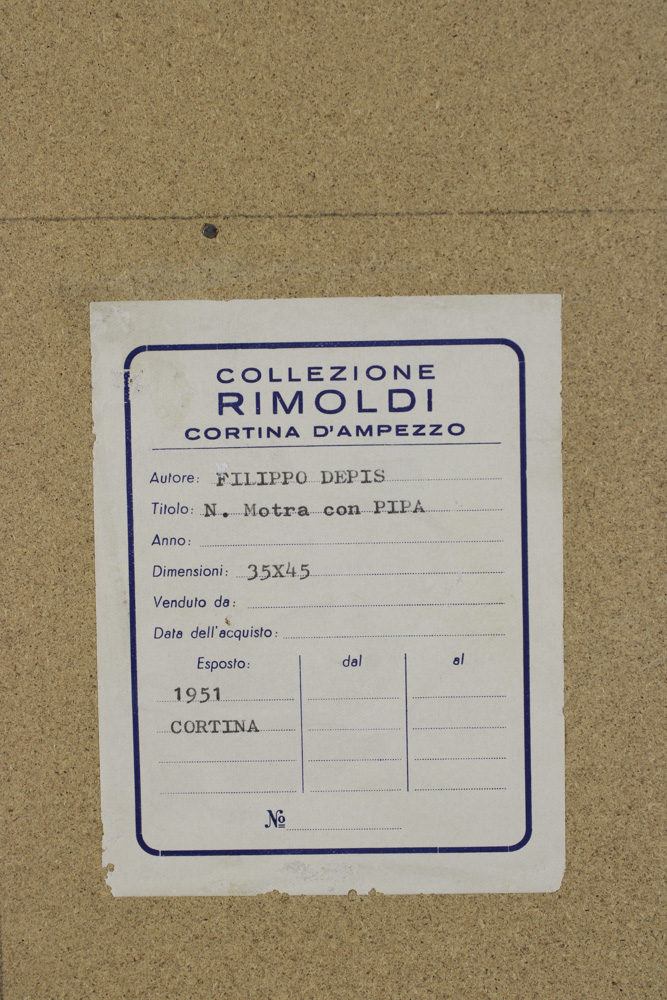 COLLEZIONE
RIMOLDI
CORTINA D'AMPEZZO
Autore: FILIPPO DEPIS
Titolo: N. Motra con PIPA
Anno:
Dimensioni: 35X45
Venduto da:
Data dell'acquisto:
Esposto: dal al
1951
CORTINA
№